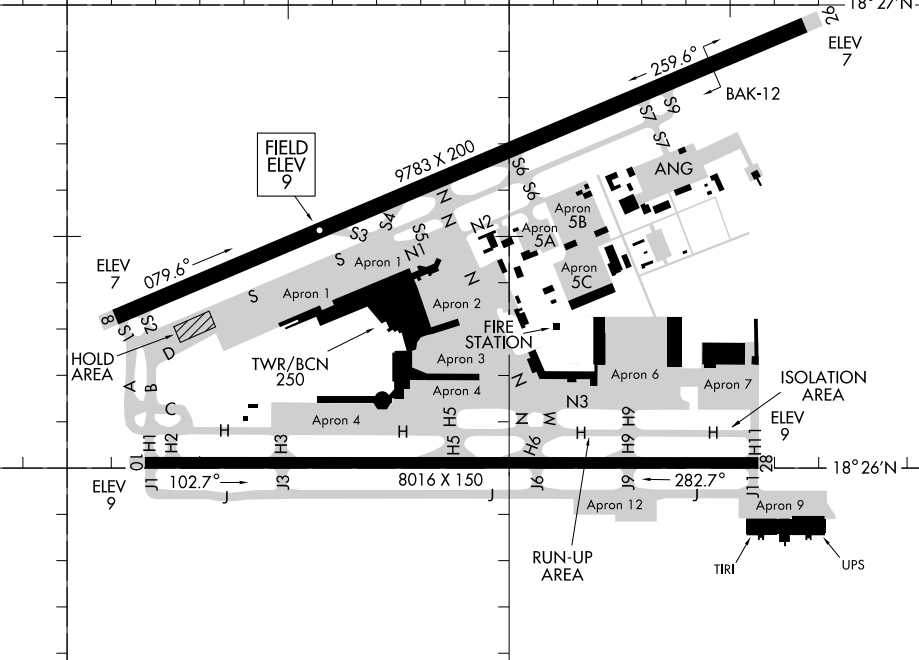 18°27'N
26
ELEV
7
259.6°
BAK-12
S9
S7
S7
ANG
FIELD
ELEV
9
9783 X 200
S6
S6
N
N
N2
S4
S3
S5
Apron
5A
Apron
5B
Apron
5C
ELEV
7
079.6°
S
S
Apron 1
N1
Apron 1
N
Apron 2
8
S1
S2
HOLD
AREA
D
TWR/BCN
250
FIRE
STATION
Apron 3
Apron 4
N
Apron 6
Apron 7
ISOLATION
AREA
A
B
C
Apron 4
N3
ELEV
9
H
H3
H
H5
H5
N
W
H6
H
H9
H9
H
H11
H1
H2
10
28
18°26'N
ELEV
9
J1
102.7°
J
J3
8016 X 150
J
J6
J9
282.7°
J
J11
Apron 12
Apron 9
RUN-UP
AREA
TIRI
UPS